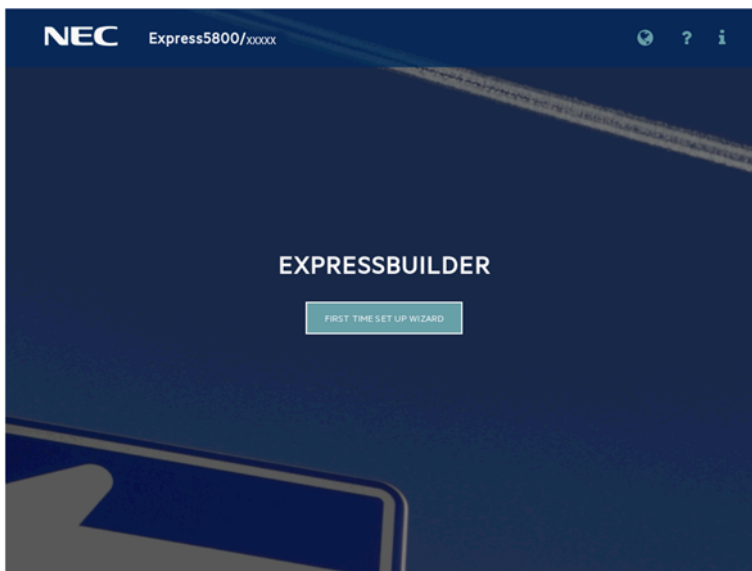 NEC Express5800/xxxxx ? i
EXPRESSBUILDER
FIRST TIME SET UP WIZARD